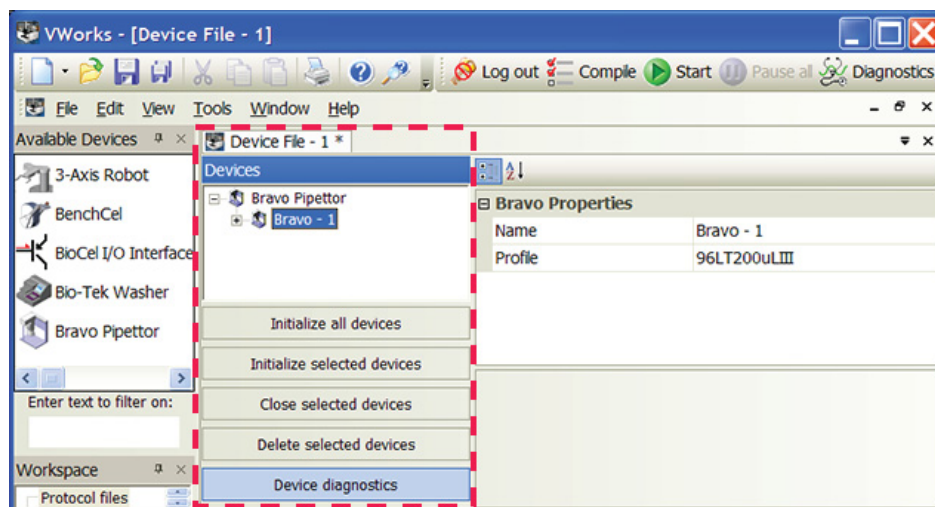 VWorks - [Device File - 1]
Log out Compile Start Pause all Diagnostics
File Edit View Tools Window Help
Available Devices
3-Axis Robot
BenchCel
BioCel I/O Interface
Bio-Tek Washer
Bravo Pipettor
Enter text to filter on:
Workspace
Protocol files
Device File - 1 *
Devices
Bravo Pipettor
Bravo - 1
Initialize all devices
Initialize selected devices
Close selected devices
Delete selected devices
Device diagnostics
Bravo Properties
Name Bravo - 1
Profile 96LT200uLIII